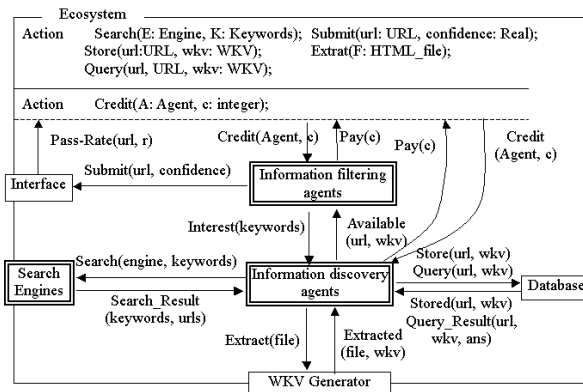 Ecosystem
Action Search(E: Engine, K: Keywords); Submit(url: URL, confidence: Real);
Store(url:URL, wkv: WKV); Extrat(F: HTML_file);
Query(url, URL, wkv: WKV);
Action Credit(A: Agent, c: integer);
Pass-Rate(url, r)
Credit(Agent, c)
Pay(c)
Pay(c)
Credit
(Agent, c)
Submit(url, confidence)
Interface
Information filtering
agents
Interest(keywords)
Available
(url, wkv)
Search(engine, keywords)
Store(url, wkv)
Query(url, wkv)
Search
Engines
Information discovery
agents
Database
Search_Result
(keywords, urls)
Stored(url, wkv)
Query_Result(url,
wkv, ans)
Extract(file)
Extracted
(file, wkv)
WKV Generator